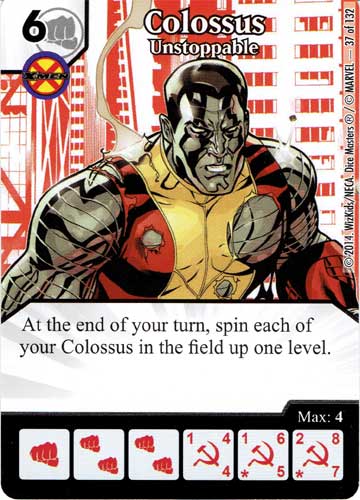 6
Colossus
Unstoppable
X-MEN
©2014, WizKids/NECA. Dice Masters ® / © MARVEL — 37 of 132
At the end of your turn, spin each of
your Colossus in the field up one level.
Max: 4
1 4 4
1 6 * 5
2 8 * 7